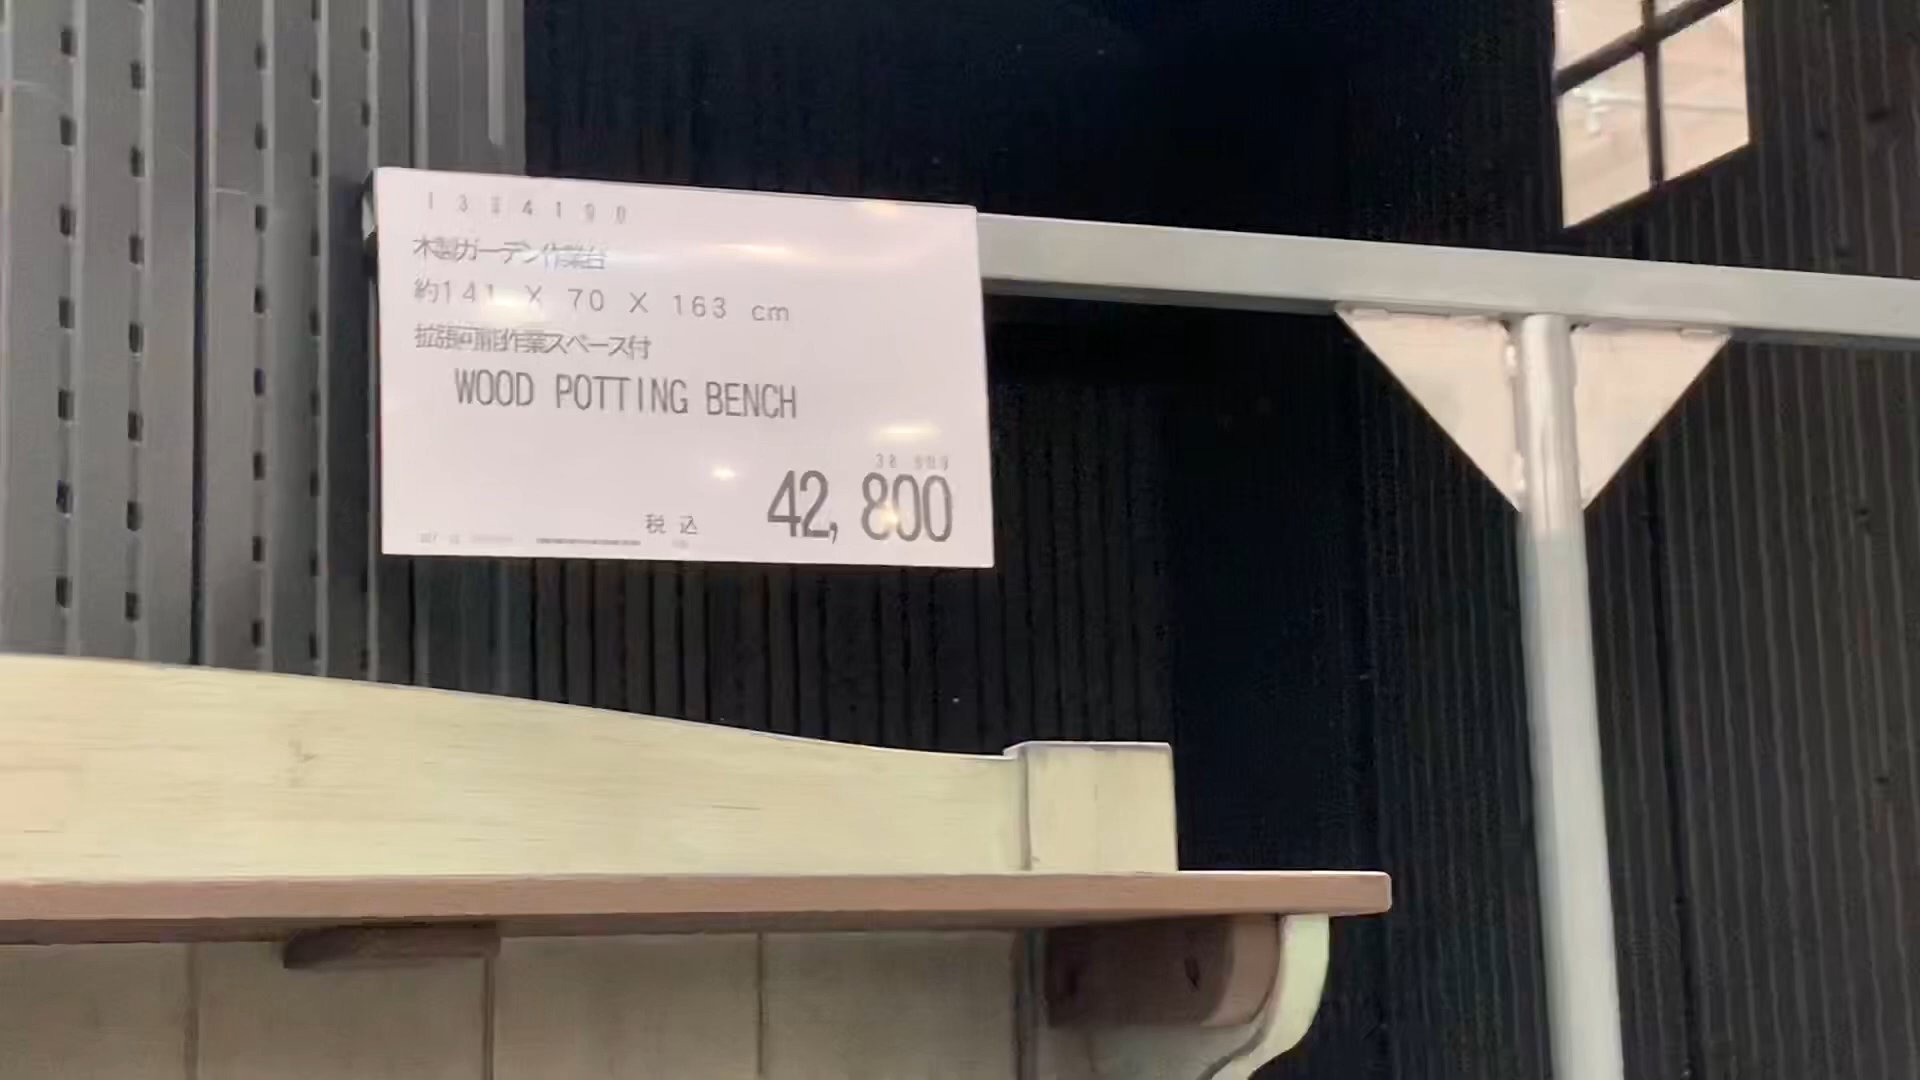 木製ガーデン作業台
約141 X 70 X 163 cm
拡張可能作業スペース付
WOOD POTTING BENCH
税込 42,800